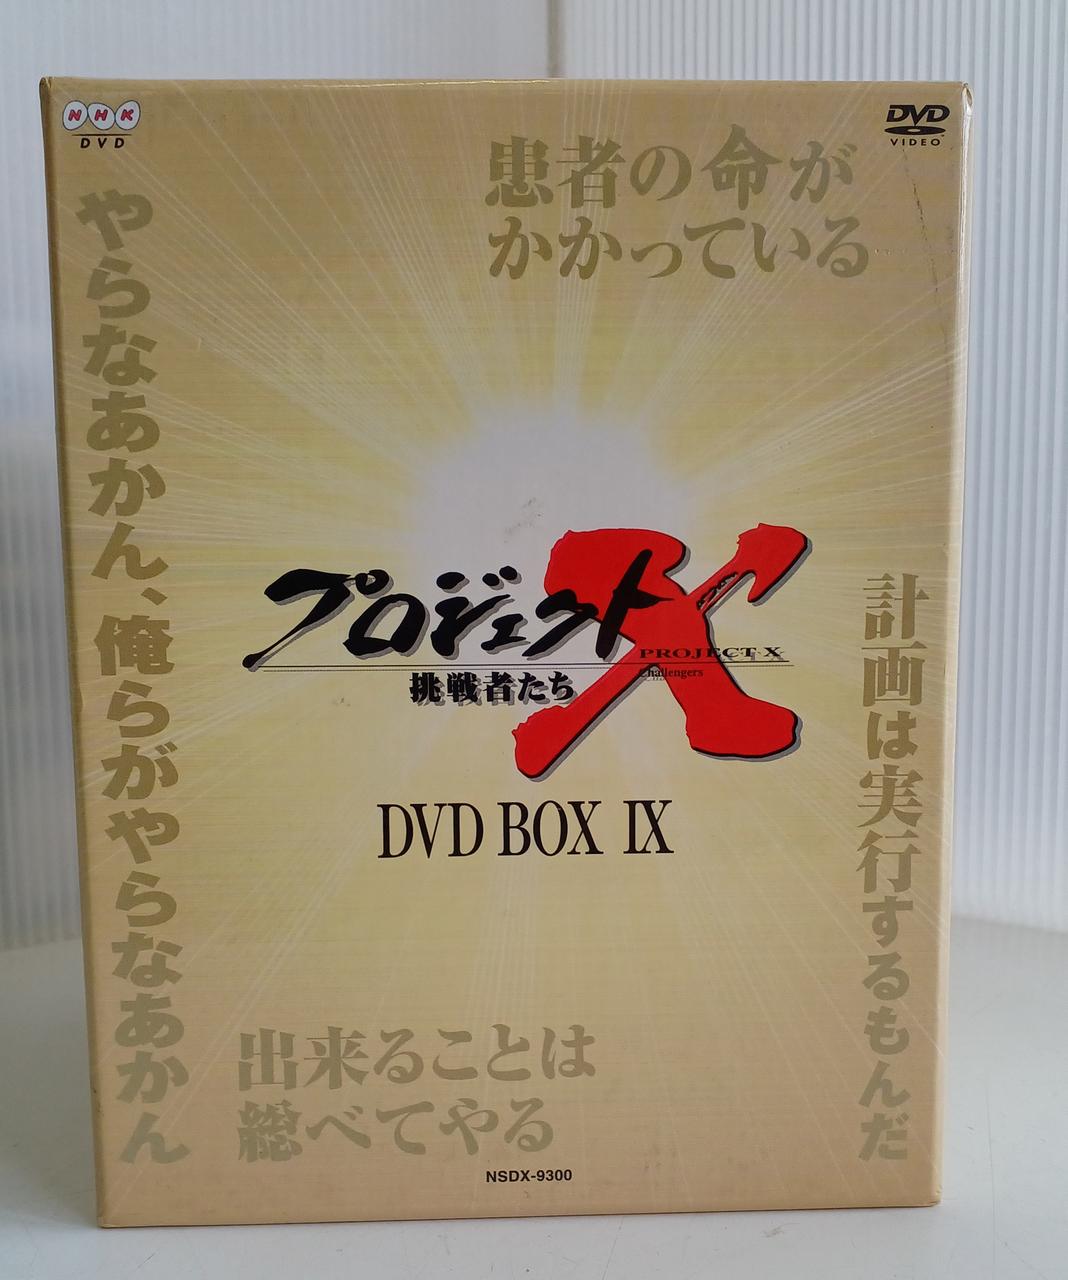 NHK
DVD
DVD
VIDEO
患者の命が
かかっている
やらなあかん、俺らがやらなあかん
プロジェクトX
PROJECT X
挑戦者たち
Challengers
DVD BOX IX
計画は実行するもんだ
出来ることは
総べてやる
NSDX-9300